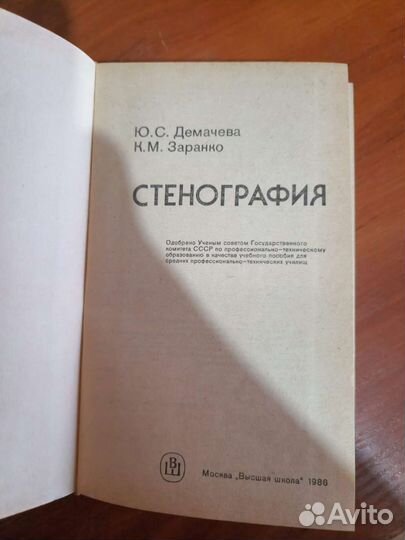 Ю.С. Демачева
К.М. Заранко
СТЕНОГРАФИЯ
Одобрено Ученым советом Государственного
комитета СССР по профессионально-техническому
образованию в качестве учебного пособия для
средних профессионально-технических училищ
ВШ
Москва „Высшая школа" 1986
Avito